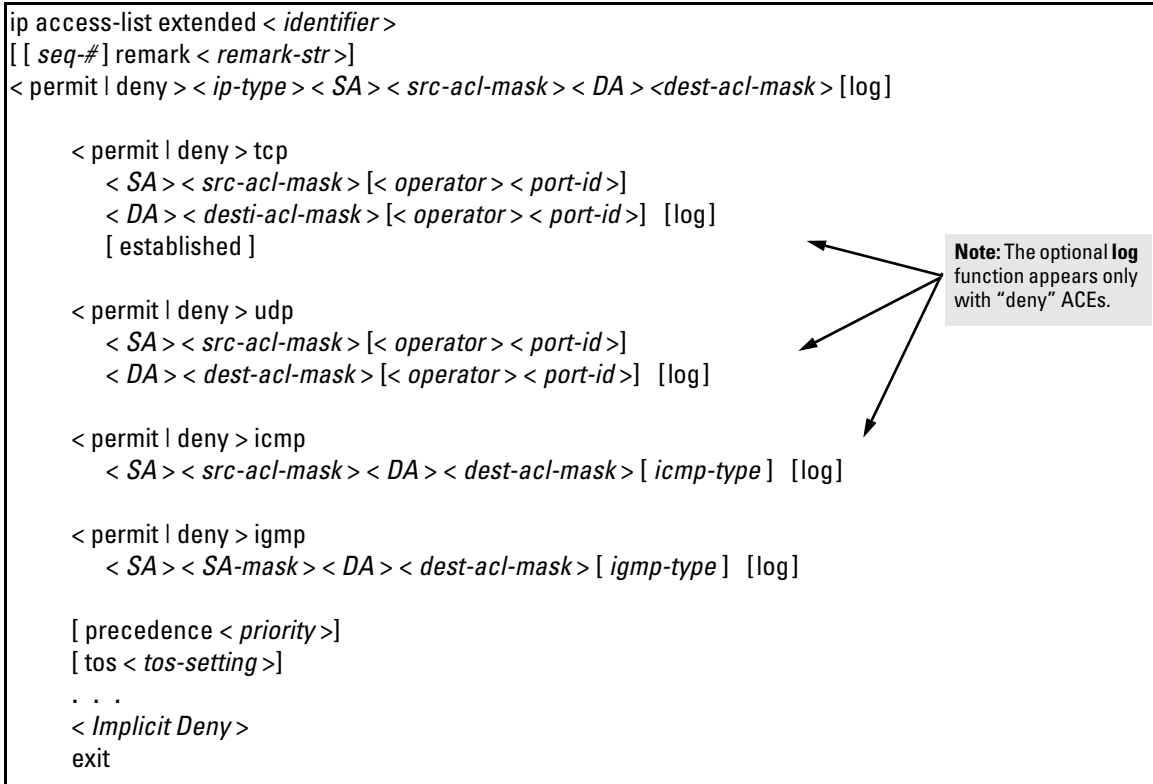 ip access-list extended < identifier >
[ [ seq-# ] remark < remark-str >]
< permit | deny > < ip-type > < SA > < src-acl-mask > < DA > <dest-acl-mask > [log]
< permit | deny > tcp
< SA > < src-acl-mask > [< operator > < port-id >]
< DA > < desti-acl-mask > [< operator > < port-id >] [log]
[ established ]
Note: The optional log
function appears only
with “deny” ACEs.
< permit | deny > udp
< SA > < src-acl-mask > [< operator > < port-id >]
< DA > < dest-acl-mask > [< operator > < port-id >] [log]
< permit | deny > icmp
< SA > < src-acl-mask > < DA > < dest-acl-mask > [ icmp-type ] [log]
< permit | deny > igmp
< SA > < SA-mask > < DA > < dest-acl-mask > [ igmp-type ] [log]
[ precedence < priority >]
[ tos < tos-setting >]
. . .
< Implicit Deny >
exit